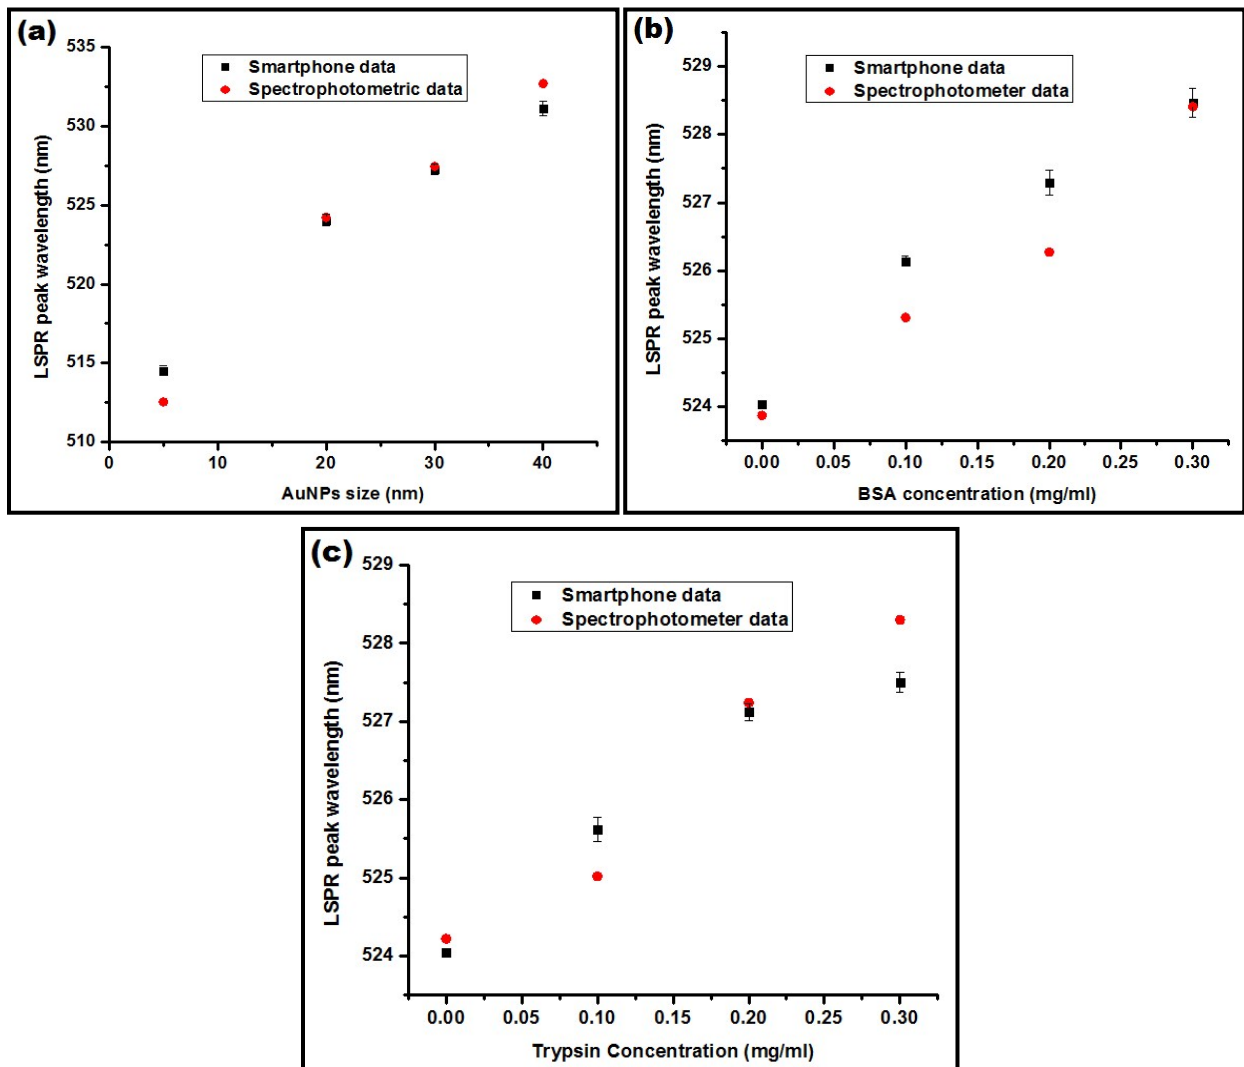 (a)
535
530
525
520
515
510
LSPR peak wavelength (nm)
Smartphone data
Spectrophotometric data
0 10 20 30 40
AuNPs size (nm)
(b)
529
528
527
526
525
524
LSPR peak wavelength (nm)
Smartphone data
Spectrophotometer data
0.00 0.05 0.10 0.15 0.20 0.25 0.30
BSA concentration (mg/ml)
(c)
529
528
527
526
525
524
LSPR peak wavelength (nm)
Smartphone data
Spectrophotometer data
0.00 0.05 0.10 0.15 0.20 0.25 0.30
Trypsin Concentration (mg/ml)